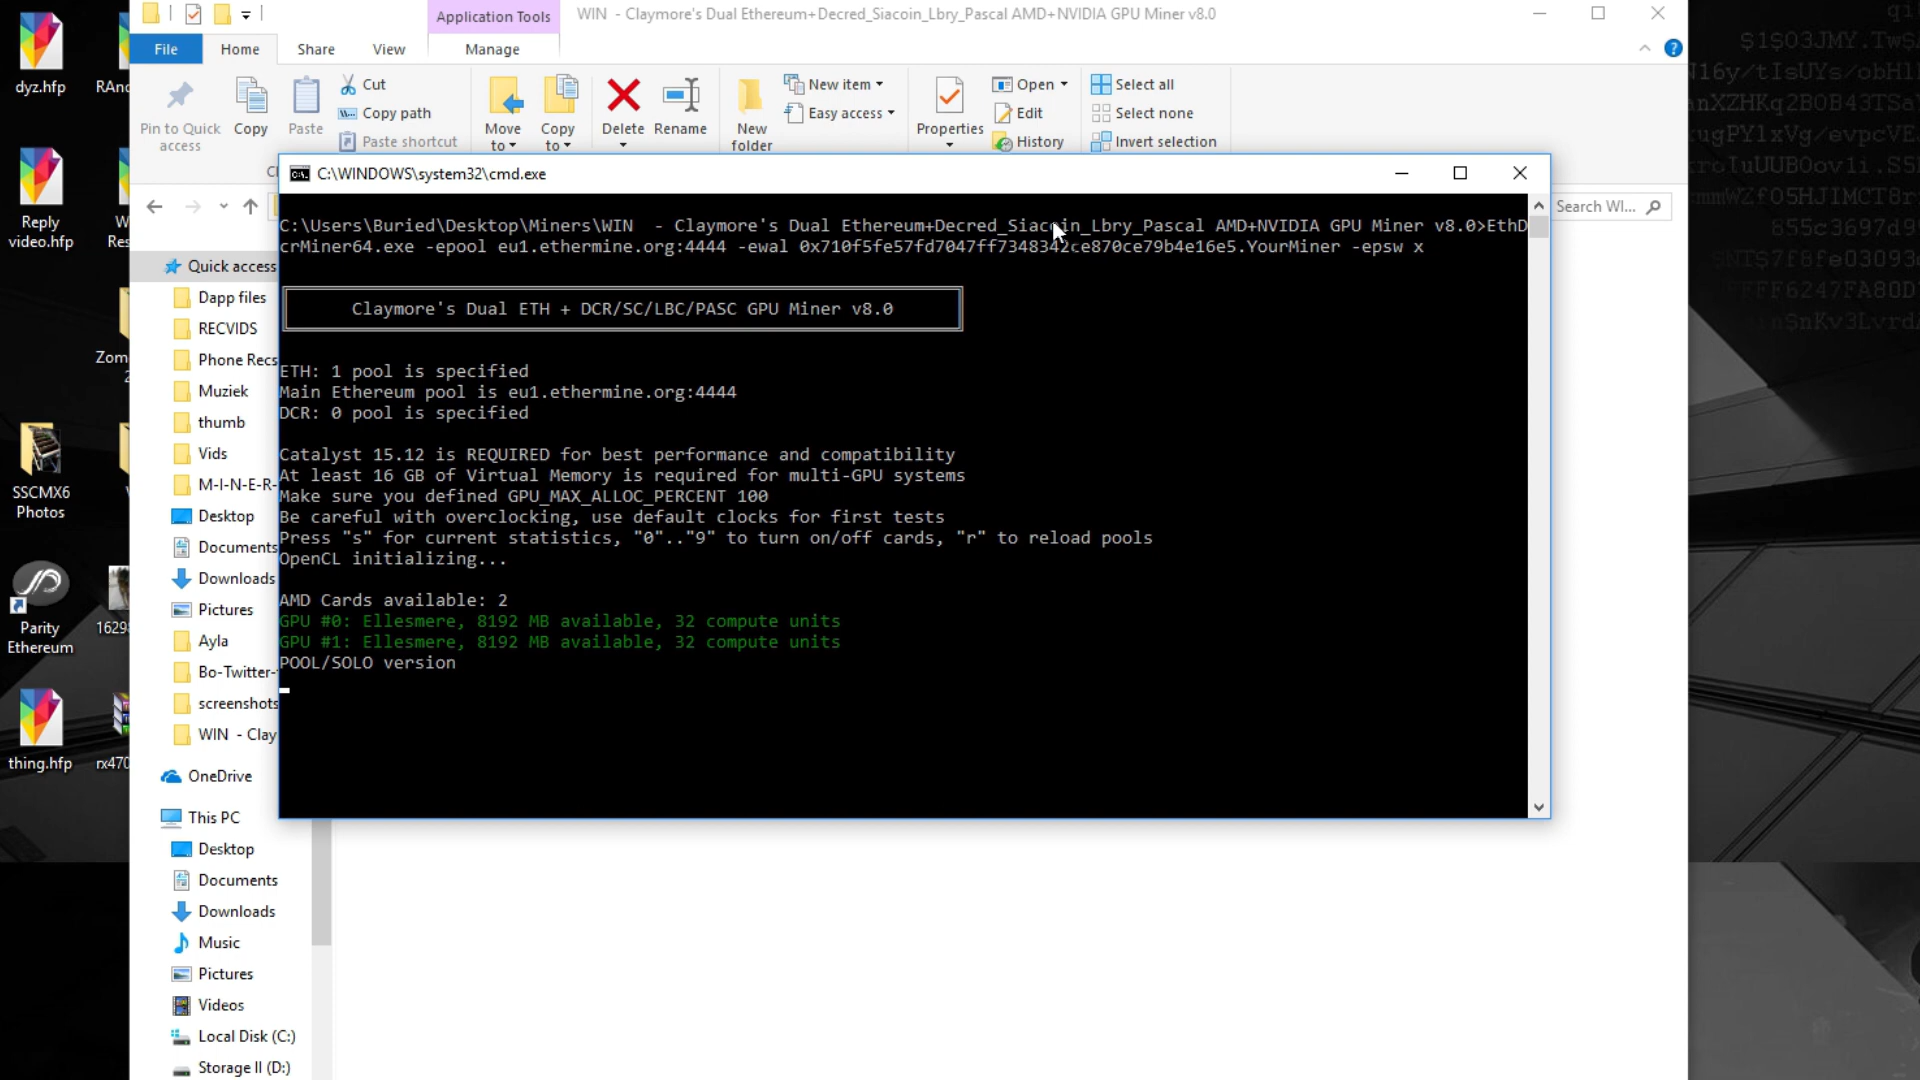 Application Tools
WIN - Claymore's Dual Ethereum+Decred_Siacoin_Lbry_Pascal AMD+NVIDIA GPU Miner v8.0
File
Home
Share
View
Manage
Pin to Quick access
Copy
Paste
Cut
Copy path
Paste shortcut
Move to
Copy to
Delete
Rename
New folder
New item
Easy access
Properties
Open
Edit
History
Select all
Select none
Invert selection
C:\WINDOWS\system32\cmd.exe
Search WI...
C:\Users\Buried\Desktop\Miners\WIN  - Claymore's Dual Ethereum+Decred_Siacoin_Lbry_Pascal AMD+NVIDIA GPU Miner v8.0>EthD
crMiner64.exe -epool eu1.ethermine.org:4444 -ewal 0x710f5fe57fd7047ff7348342ce870ce79b4e16e5.YourMiner -epsw x
Claymore's Dual ETH + DCR/SC/LBC/PASC GPU Miner v8.0
ETH: 1 pool is specified
Main Ethereum pool is eu1.ethermine.org:4444
DCR: 0 pool is specified
Catalyst 15.12 is REQUIRED for best performance and compatibility
At least 16 GB of Virtual Memory is required for multi-GPU systems
Make sure you defined GPU_MAX_ALLOC_PERCENT 100
Be careful with overclocking, use default clocks for first tests
Press "s" for current statistics, "0".."9" to turn on/off cards, "r" to reload pools
OpenCL initializing...
AMD Cards available: 2
GPU #0: Ellesmere, 8192 MB available, 32 compute units
GPU #1: Ellesmere, 8192 MB available, 32 compute units
POOL/SOLO version
Quick access
Dapp files
RECVIDS
Phone Recs
Muziek
thumb
Vids
M-I-N-E-R-
Desktop
Documents
Downloads
Pictures
Ayla
Bo-Twitter-
screenshots
WIN - Clay
OneDrive
This PC
Desktop
Documents
Downloads
Music
Pictures
Videos
Local Disk (C:)
Storage II (D:)
dyz.hfp
RAnd
Reply video.hfp
W
Res
Zom
2
SSCMX6 Photos
Parity Ethereum
1629
thing.hfp
rx470